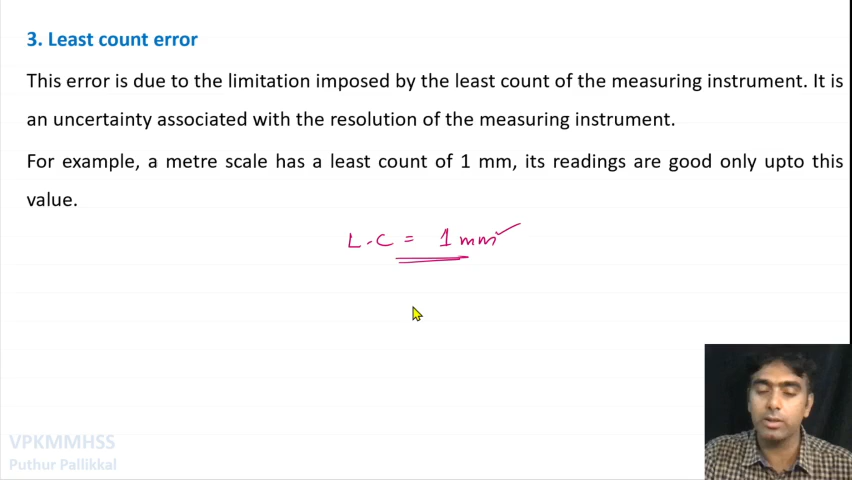 3. Least count error
This error is due to the limitation imposed by the least count of the measuring instrument. It is
an uncertainty associated with the resolution of the measuring instrument.
For example, a metre scale has a least count of 1 mm, its readings are good only upto this
value.
L.C = 1 mm
VPKMMHSS
Puthur Pallikkal